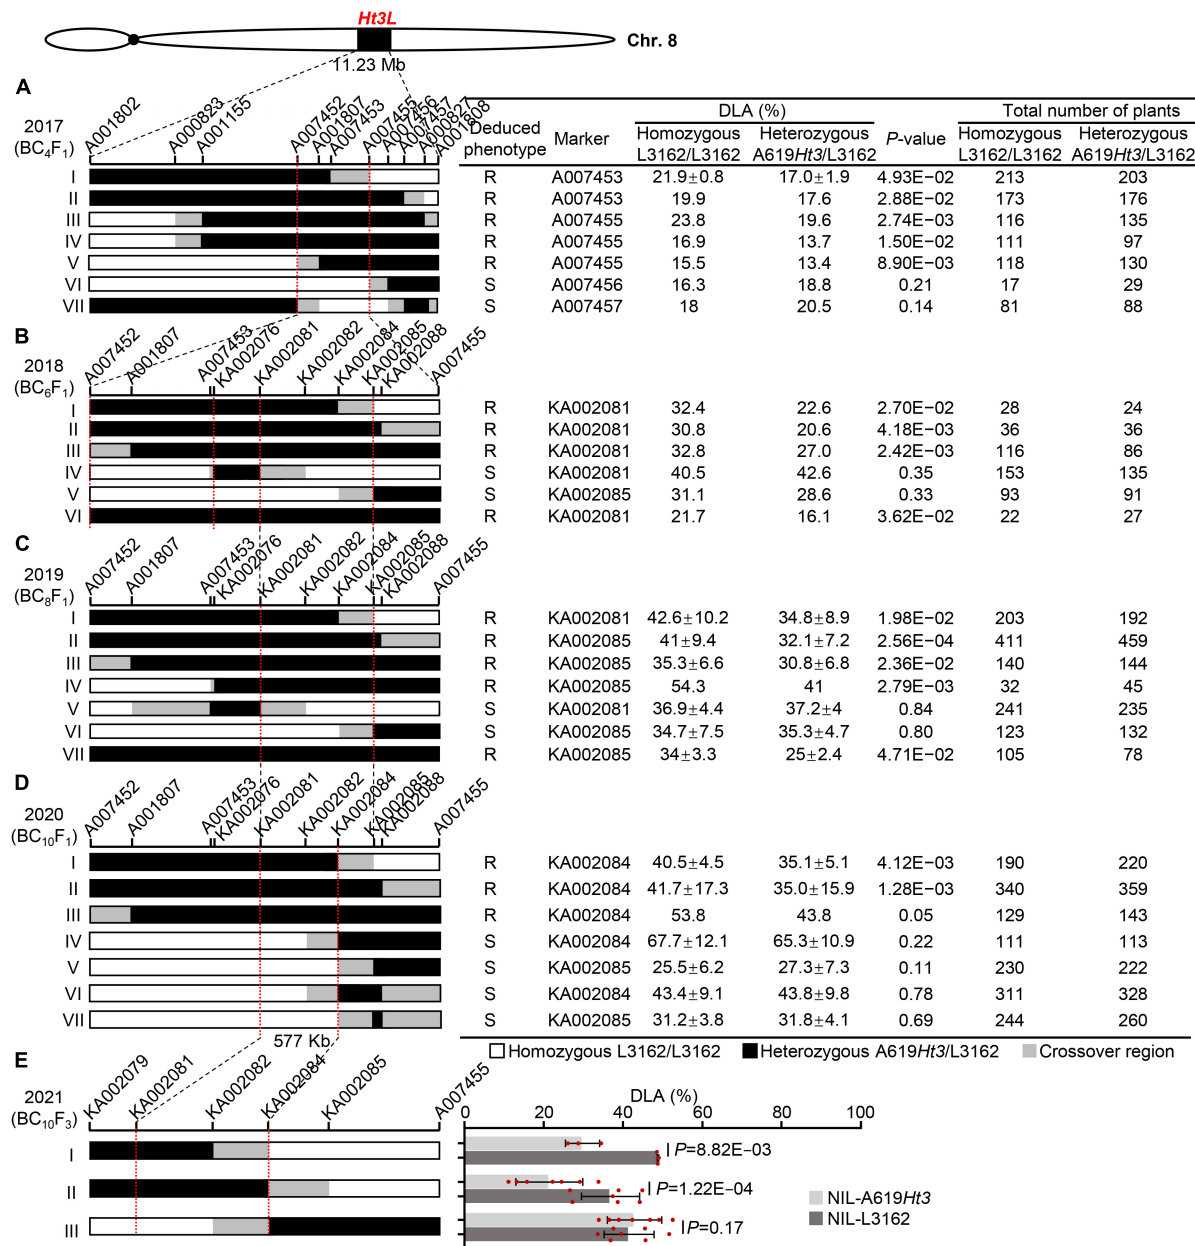 Ht3L
Chr. 8
11.23 Mb
A
2017
(BC4F1)
A001802 A000823 A001155 A007452 A001807 A007453 A007455 A007456 A007457 A000827 A001808
Deduced phenotype Marker DLA (%) P-value Total number of plants
Homozygous L3162/L3162 Heterozygous A619Ht3/L3162 Homozygous L3162/L3162 Heterozygous A619Ht3/L3162
I R A007453 21.9±0.8 17.0±1.9 4.93E−02 213 203
II R A007453 19.9 17.6 2.88E−02 173 176
III R A007455 23.8 19.6 2.74E−03 116 135
IV R A007455 16.9 13.7 1.50E−02 111 97
V R A007455 15.5 13.4 8.90E−03 118 130
VI S A007456 16.3 18.8 0.21 17 29
VII S A007457 18 20.5 0.14 81 88
B
2018
(BC6F1)
A007452 A001807 A007453 KA002076 KA002081 KA002082 KA002084 KA002085 KA002088 A007455
I R KA002081 32.4 22.6 2.70E−02 28 24
II R KA002081 30.8 20.6 4.18E−03 36 36
III R KA002081 32.8 27.0 2.42E−03 116 86
IV S KA002081 40.5 42.6 0.35 153 135
V S KA002085 31.1 28.6 0.33 93 91
VI R KA002081 21.7 16.1 3.62E−02 22 27
C
2019
(BC8F1)
A007452 A001807 A007453 KA002076 KA002081 KA002082 KA002084 KA002085 KA002088 A007455
I R KA002081 42.6±10.2 34.8±8.9 1.98E−02 203 192
II R KA002085 41±9.4 32.1±7.2 2.56E−04 411 459
III R KA002085 35.3±6.6 30.8±6.8 2.36E−02 140 144
IV R KA002085 54.3 41 2.79E−03 32 45
V S KA002081 36.9±4.4 37.2±4 0.84 241 235
VI S KA002085 34.7±7.5 35.3±4.7 0.80 123 132
VII R KA002085 34±3.3 25±2.4 4.71E−02 105 78
D
2020
(BC10F1)
A007452 A001807 A007453 KA002076 KA002081 KA002082 KA002084 KA002085 KA002088 A007455
I R KA002084 40.5±4.5 35.1±5.1 4.12E−03 190 220
II R KA002084 41.7±17.3 35.0±15.9 1.28E−03 340 359
III R KA002084 53.8 43.8 0.05 129 143
IV S KA002084 67.7±12.1 65.3±10.9 0.22 111 113
V S KA002085 25.5±6.2 27.3±7.3 0.11 230 222
VI S KA002084 43.4±9.1 43.8±9.8 0.78 311 328
VII S KA002085 31.2±3.8 31.8±4.1 0.69 244 260
577 Kb
Homozygous L3162/L3162 Heterozygous A619Ht3/L3162 Crossover region
E
2021
(BC10F3)
KA002079 KA002081 KA002082 KA002084 KA002085 A007455
DLA (%)
0 20 40 60 80 100
I P=8.82E−03
II P=1.22E−04
III P=0.17
NIL-A619Ht3
NIL-L3162